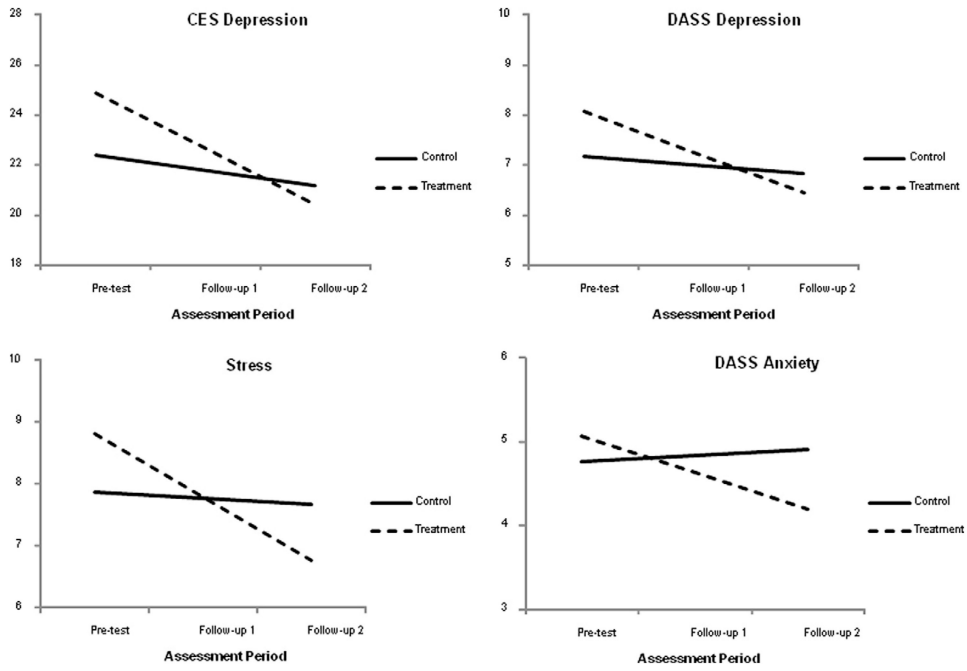 CES Depression
28
26
24
22
20
18
Control
Treatment
Pre-test Follow-up 1 Follow-up 2
Assessment Period
DASS Depression
10
9
8
7
6
5
Control
Treatment
Pre-test Follow-up 1 Follow-up 2
Assessment Period
Stress
10
9
8
7
6
Control
Treatment
Pre-test Follow-up 1 Follow-up 2
Assessment Period
DASS Anxiety
6
5
4
3
Control
Treatment
Pre-test Follow-up 1 Follow-up 2
Assessment Period